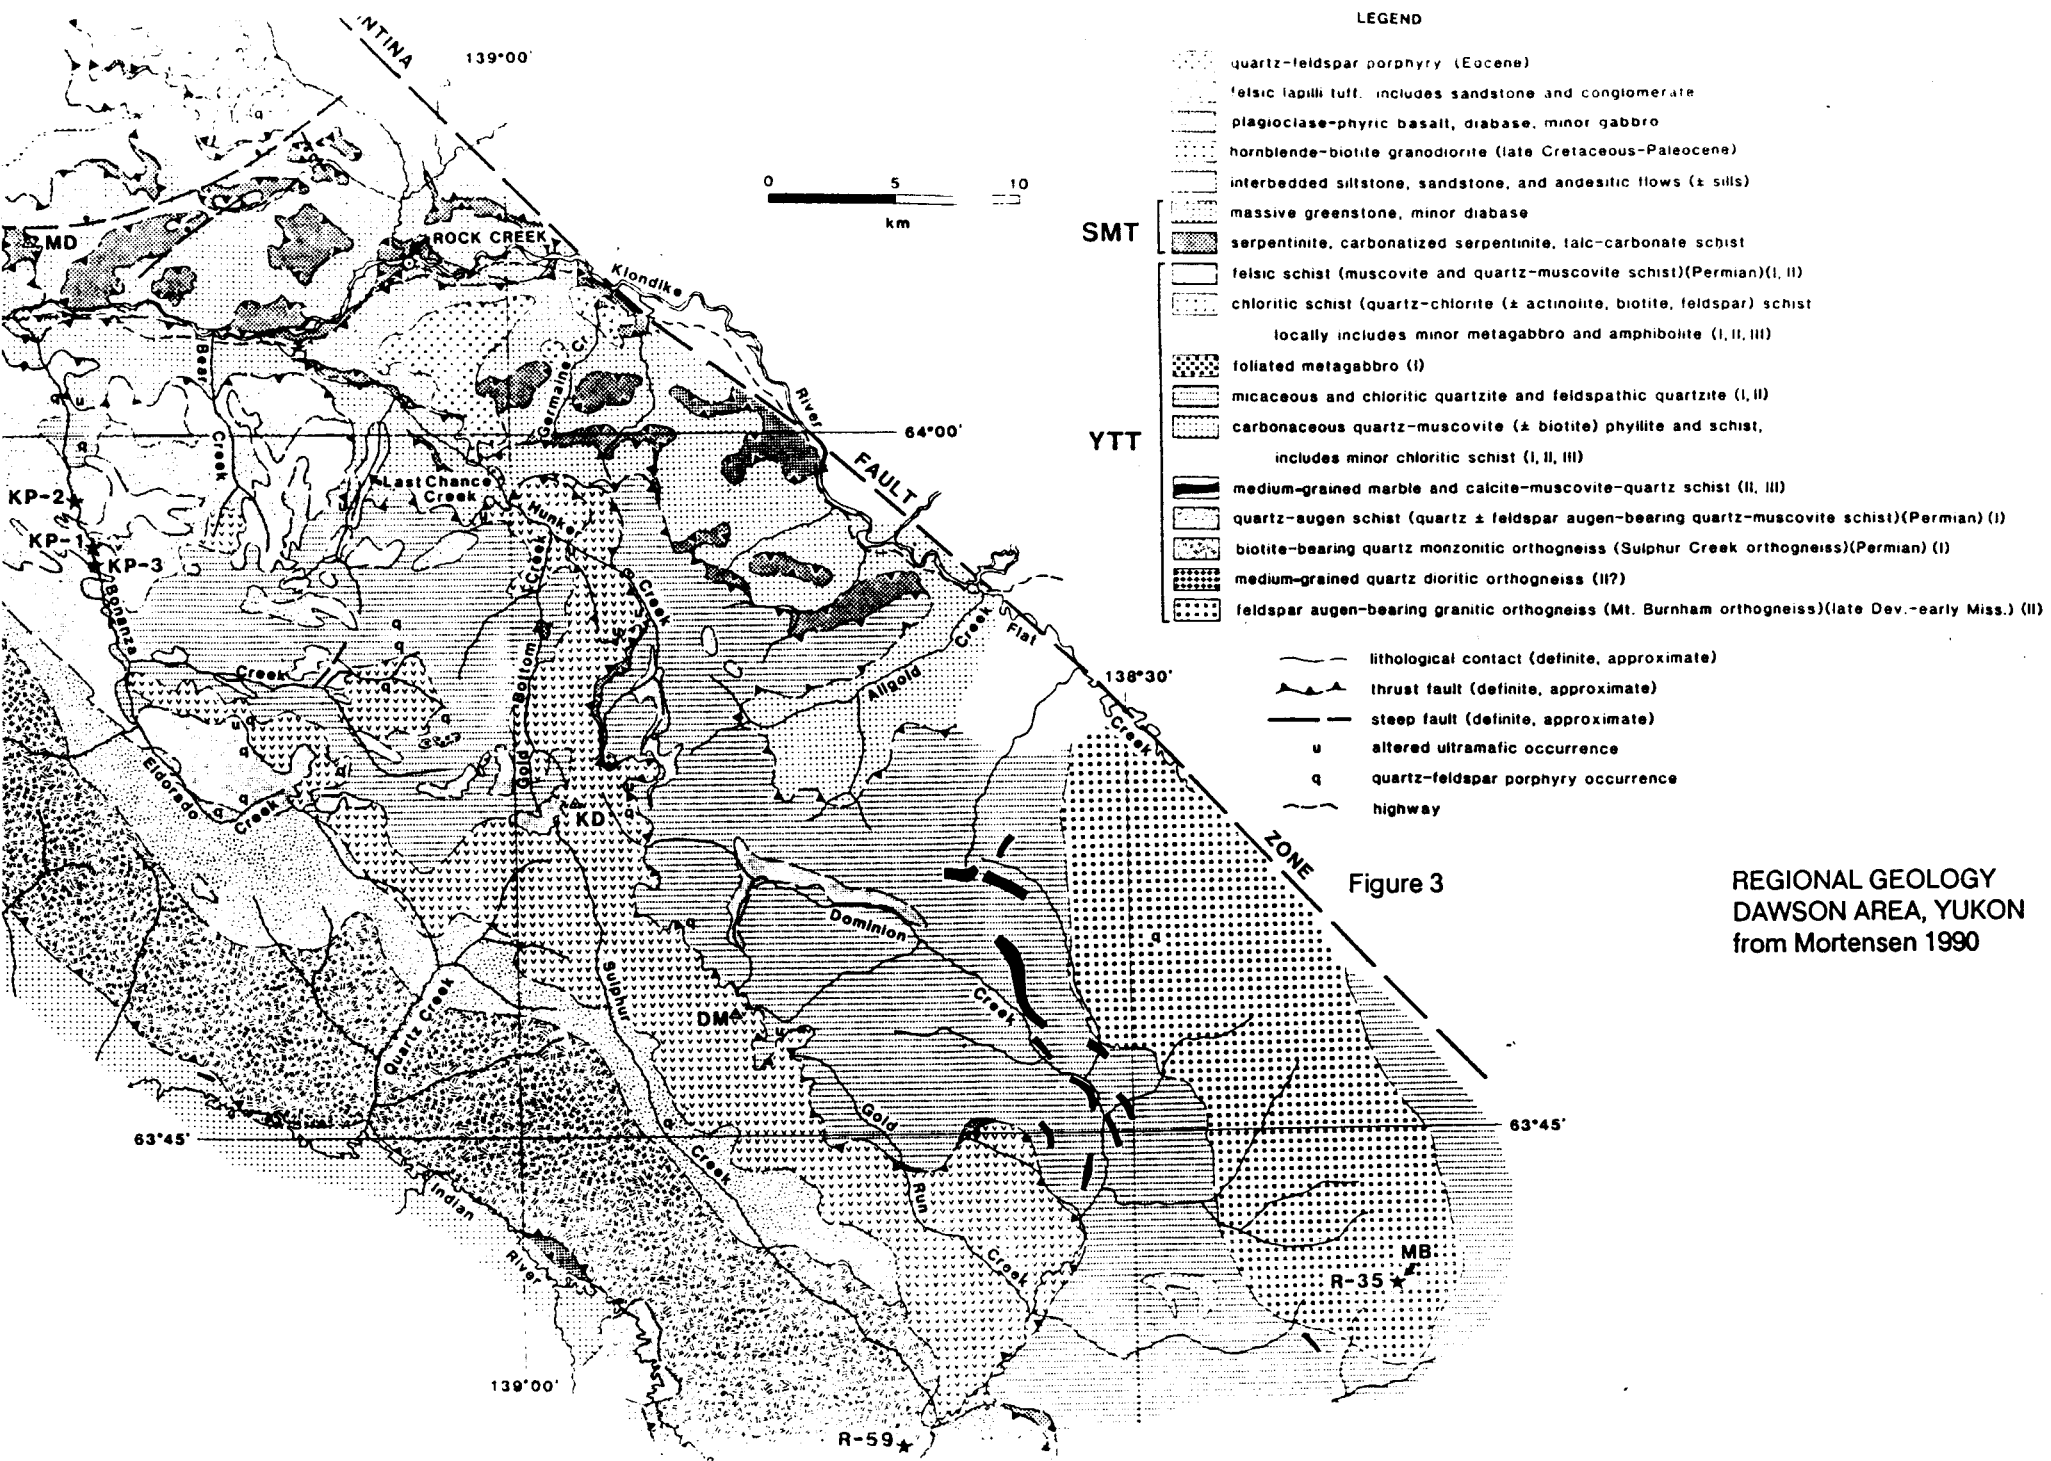 LEGEND
quartz-feldspar porphyry (Eocene)
felsic lapilli tuff. includes sandstone and conglomerate
plagioclase-phyric basalt, diabase, minor gabbro
hornblende-biotite granodiorite (late Cretaceous-Paleocene)
interbedded siltstone, sandstone, and andesitic flows (± sills)
SMT
massive greenstone, minor diabase
serpentinite, carbonatized serpentinite, talc-carbonate schist
YTT
felsic schist (muscovite and quartz-muscovite schist)(Permian)(I, II)
chloritic schist (quartz-chlorite (± actinolite, biotite, feldspar) schist
locally includes minor metagabbro and amphibolite (I, II, III)
foliated metagabbro (I)
micaceous and chloritic quartzite and feldspathic quartzite (I, II)
carbonaceous quartz-muscovite (± biotite) phyllite and schist,
includes minor chloritic schist (I, II, III)
medium-grained marble and calcite-muscovite-quartz schist (II, III)
quartz-augen schist (quartz ± feldspar augen-bearing quartz-muscovite schist)(Permian) (I)
biotite-bearing quartz monzonitic orthogneiss (Sulphur Creek orthogneiss)(Permian) (I)
medium-grained quartz dioritic orthogneiss (II?)
feldspar augen-bearing granitic orthogneiss (Mt. Burnham orthogneiss)(late Dev.-early Miss.) (II)
lithological contact (definite, approximate)
thrust fault (definite, approximate)
steep fault (definite, approximate)
u altered ultramafic occurrence
q quartz-feldspar porphyry occurrence
highway
Figure 3
REGIONAL GEOLOGY
DAWSON AREA, YUKON
from Mortensen 1990
NTINA
139°00'
0 5 10
km
MD
ROCK CREEK
Klondike
River
Bear
Creek
Germaine Cr.
64°00'
FAULT
KP-2
KP-1
KP-3
Last Chance
Creek
Hunker
Creek
Bonanza
Creek
Gold
Bottom
Creek
Allgold
Creek
Flat
Creek
138°30'
Eldorado
Creek
KD
ZONE
Dominion
Creek
Sulphur
Creek
Quartz Creek
DM
63°45'
63°45'
Gold
Run
Creek
Indian
River
MB
R-35
139°00'
R-59